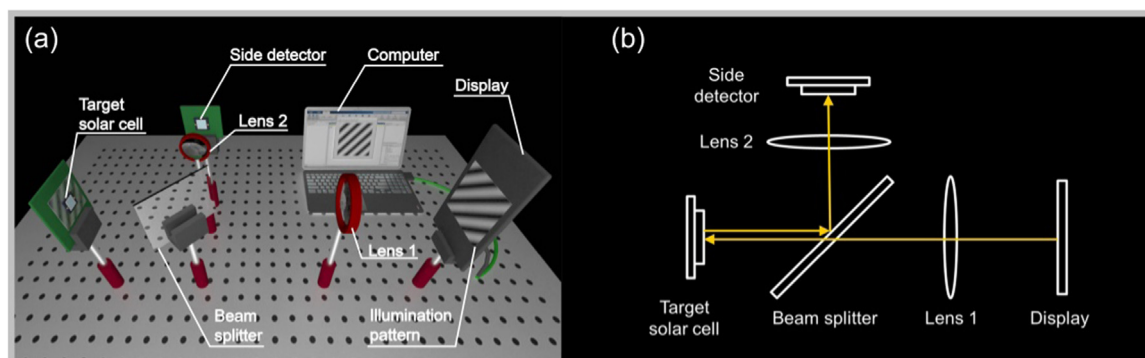 (a)
Side detector
Computer
Display
Target
solar cell
Lens 2
Lens 1
Beam
splitter
Illumination
pattern
(b)
Side
detector
Lens 2
Target
solar cell
Beam splitter
Lens 1
Display